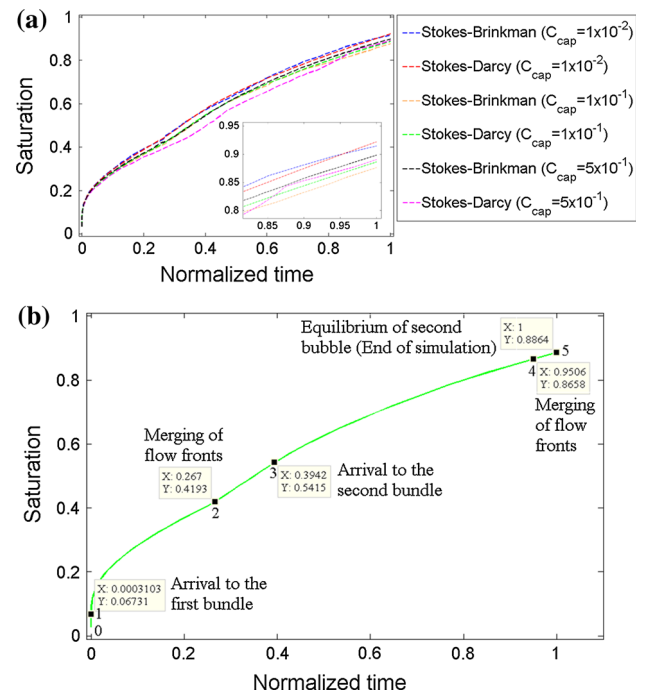 (a)
1
0.8
0.6
0.4
0.2
0
Saturation
0 0.2 0.4 0.6 0.8 1
Normalized time
0.95
0.9
0.85
0.8
0.85 0.9 0.95 1
Stokes-Brinkman (Ccap=1x10-2)
Stokes-Darcy (Ccap=1x10-2)
Stokes-Brinkman (Ccap=1x10-1)
Stokes-Darcy (Ccap=1x10-1)
Stokes-Brinkman (Ccap=5x10-1)
Stokes-Darcy (Ccap=5x10-1)
(b)
1
0.8
0.6
0.4
0.2
0
Saturation
Equilibrium of second
bubble (End of simulation)
X: 1
Y: 0.8864
5
4
X: 0.9506
Y: 0.8658
Merging
of flow
fronts
Merging of
flow fronts
X: 0.267
Y: 0.4193
2
3
X: 0.3942
Y: 0.5415
Arrival to the
second bundle
X: 0.0003103
Y: 0.06731
1
0
Arrival to the
first bundle
0 0.2 0.4 0.6 0.8 1
Normalized time